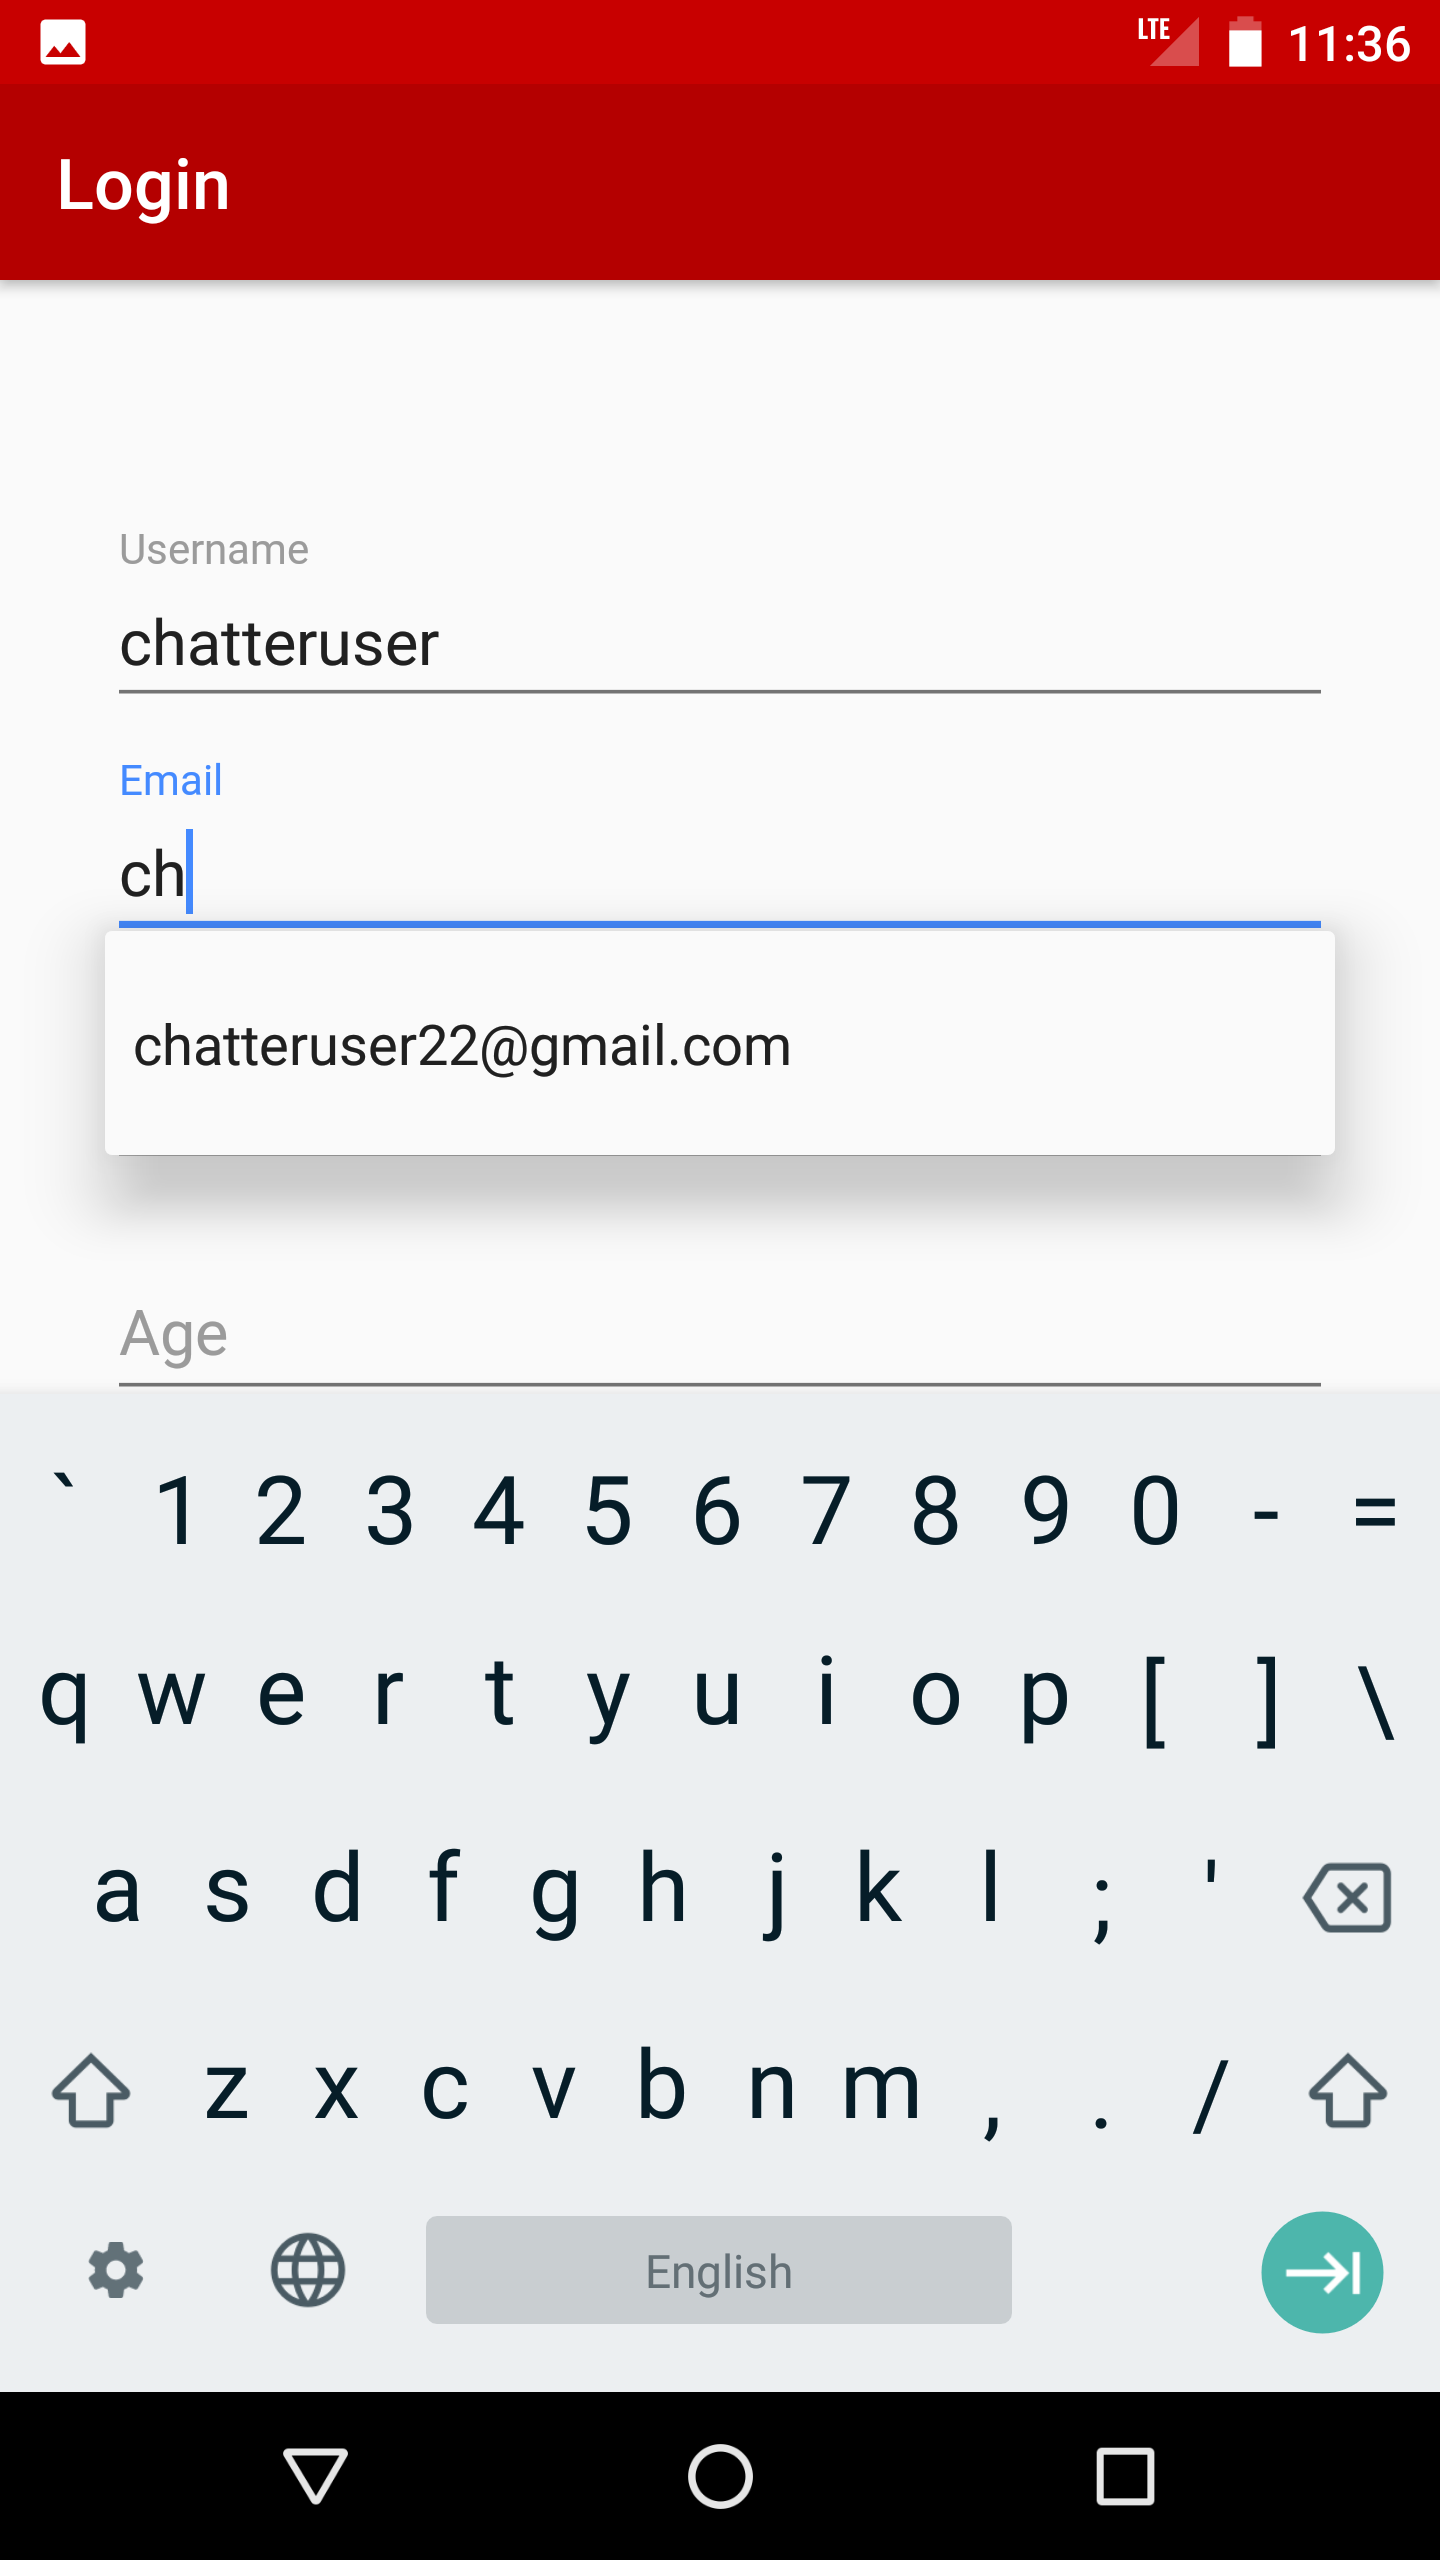 LTE 11:36
Login
Username
chatteruser
Email
ch
chatteruser22@gmail.com
Age
` 1 2 3 4 5 6 7 8 9 0 - =
q w e r t y u i o p [ ] \
a s d f g h j k l ; '
z x c v b n m , . /
English